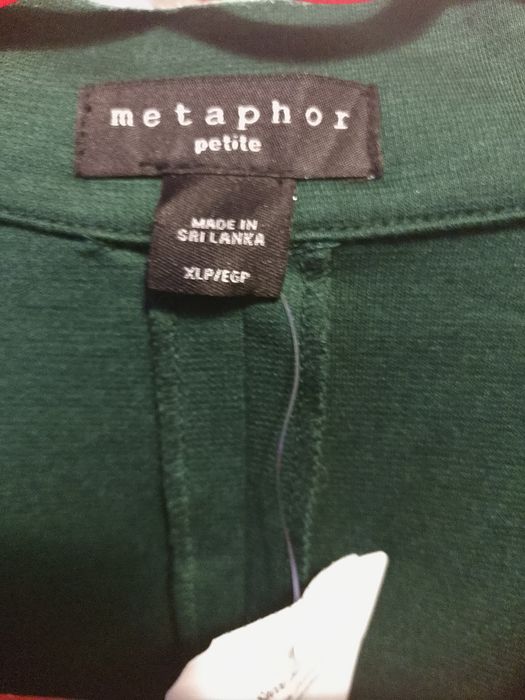 metaphor
petite
MADE IN
SRI LANKA
XLP/EGP